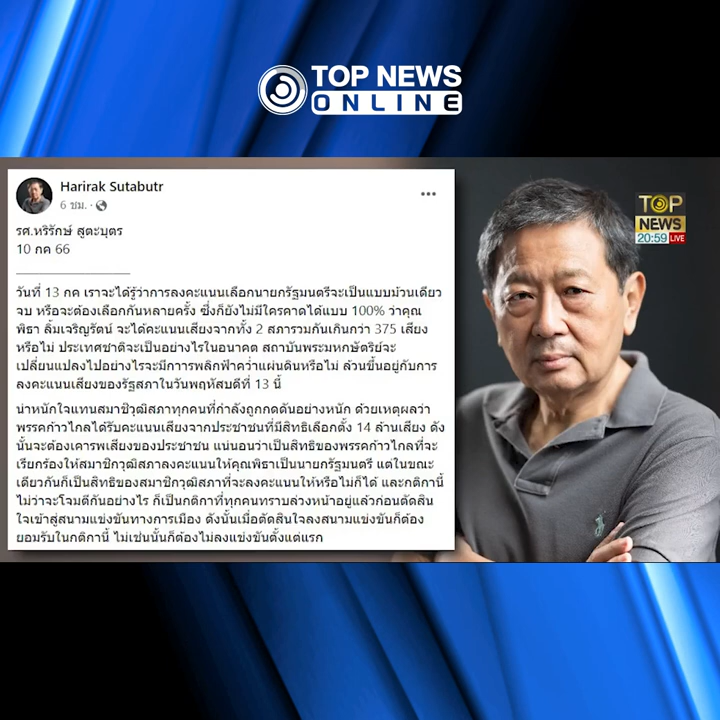 TOP NEWS
ONLINE
Harirak Sutabutr
6 ชม.
รศ.หริรักษ์ สูตะบุตร
10 กค 66
วันที่ 13 กค เราจะได้รู้ว่าการลงคะแนนเลือกนายกรัฐมนตรีจะเป็นแบบม้วนเดียว
จบ หรือจะต้องเลือกกันหลายครั้ง ซึ่งก็ยังไม่มีใครคาดได้แบบ 100% ว่าคุณ
พิธา ลิ้มเจริญรัตน์ จะได้คะแนนเสียงจากทั้ง 2 สภารวมกันเกินกว่า 375 เสียง
หรือไม่ ประเทศชาติจะเป็นอย่างไรในอนาคต สถาบันพระมหกษัตริย์จะ
เปลี่ยนแปลงไปอย่างไรจะมีกาารพลิกฟ้าคว่ำแผ่นดินหรือไม่ ล้วนขึ้นอยู่กับการ
ลงคะแนนเสียงของรัฐสภาในวันพฤหัสบดีที่ 13 นี้
น่าหนักใจแทนสมาชิวุฒิสภาทุกคนที่กำลังถูกกดดันอย่างหนัก ด้วยเหตุผลว่า
พรรคก้าวไกลได้รับคะแนนเสียงจากประชาชนที่มีสิทธิเลือกตั้ง 14 ล้านเสียง ดัง
นั้นจะต้องเคารพเสียงของประชาชน แน่นอนว่าเป็นสิทธิของพรรคก้าวไกลที่จะ
เรียกร้องให้สมาชิกวุฒิสภาลงคะแนนให้คุณพิธาเป็นนายกรัฐมนตรี แต่ในขณะ
เดียวกันก็เป็นสิทธิของสมาชิกวุฒิสภาที่จะลงคะแนนให้หรือไม่ก็ได้ และกติกานี้
ไม่ว่าจะโจมตีกันอย่างไร ก็เป็นกติกาที่ทุกคนทราบล่วงหน้าอยู่แล้วก่อนตัดสิน
ใจเข้าสู่สนามแข่งขันทางการเมือง ดังนั้นเมื่อตัดสินใจลงสนามแข่งขันก็ต้อง
ยอมรับในกติกานี้ ไม่เช่นนั้นก็ต้องไม่ลงแข่งขันตั้งแต่แรก
TOP
NEWS
20:59 LIVE